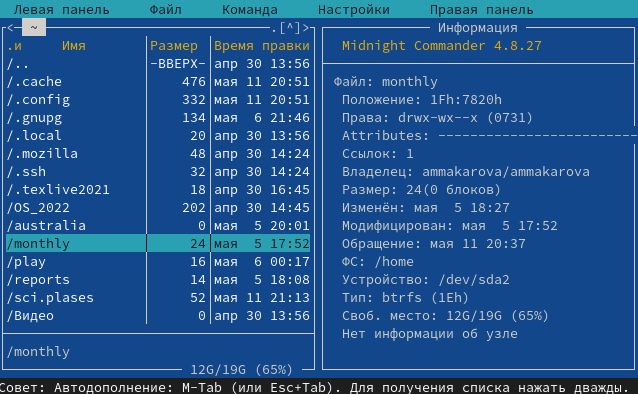 Левая панель Файл Команда Настройки Правая панель
<- ~ .[^]>
.и Имя Размер Время правки
/.. -ВВЕРХ- апр 30 13:56
/.cache 476 мая 11 20:51
/.config 332 мая 11 20:51
/.gnupg 134 мая 6 21:46
/.local 20 апр 30 13:56
/.mozilla 48 апр 30 14:24
/.ssh 32 апр 30 14:24
/.texlive2021 18 апр 30 16:45
/OS_2022 202 апр 30 14:45
/australia 0 мая 5 20:01
/monthly 24 мая 5 17:52
/play 16 мая 6 00:17
/reports 14 мая 5 18:08
/sci.plases 52 мая 11 21:13
/Видео 0 апр 30 13:56
/monthly
12G/19G (65%)
Информация
Midnight Commander 4.8.27
Файл: monthly
Положение: 1Fh:7820h
Права: drwx-wx--x (0731)
Attributes: ------------------------
Ссылок: 1
Владелец: ammakarova/ammakarova
Размер: 24(0 блоков)
Изменён: мая 5 18:27
Модифицирован: мая 5 17:52
Обращение: мая 11 20:37
ФС: /home
Устройство: /dev/sda2
Тип: btrfs (1Eh)
Своб. место: 12G/19G (65%)
Нет информации об узле
Совет: Автодополнение: M-Tab (или Esc+Tab). Для получения списка нажать дважды.